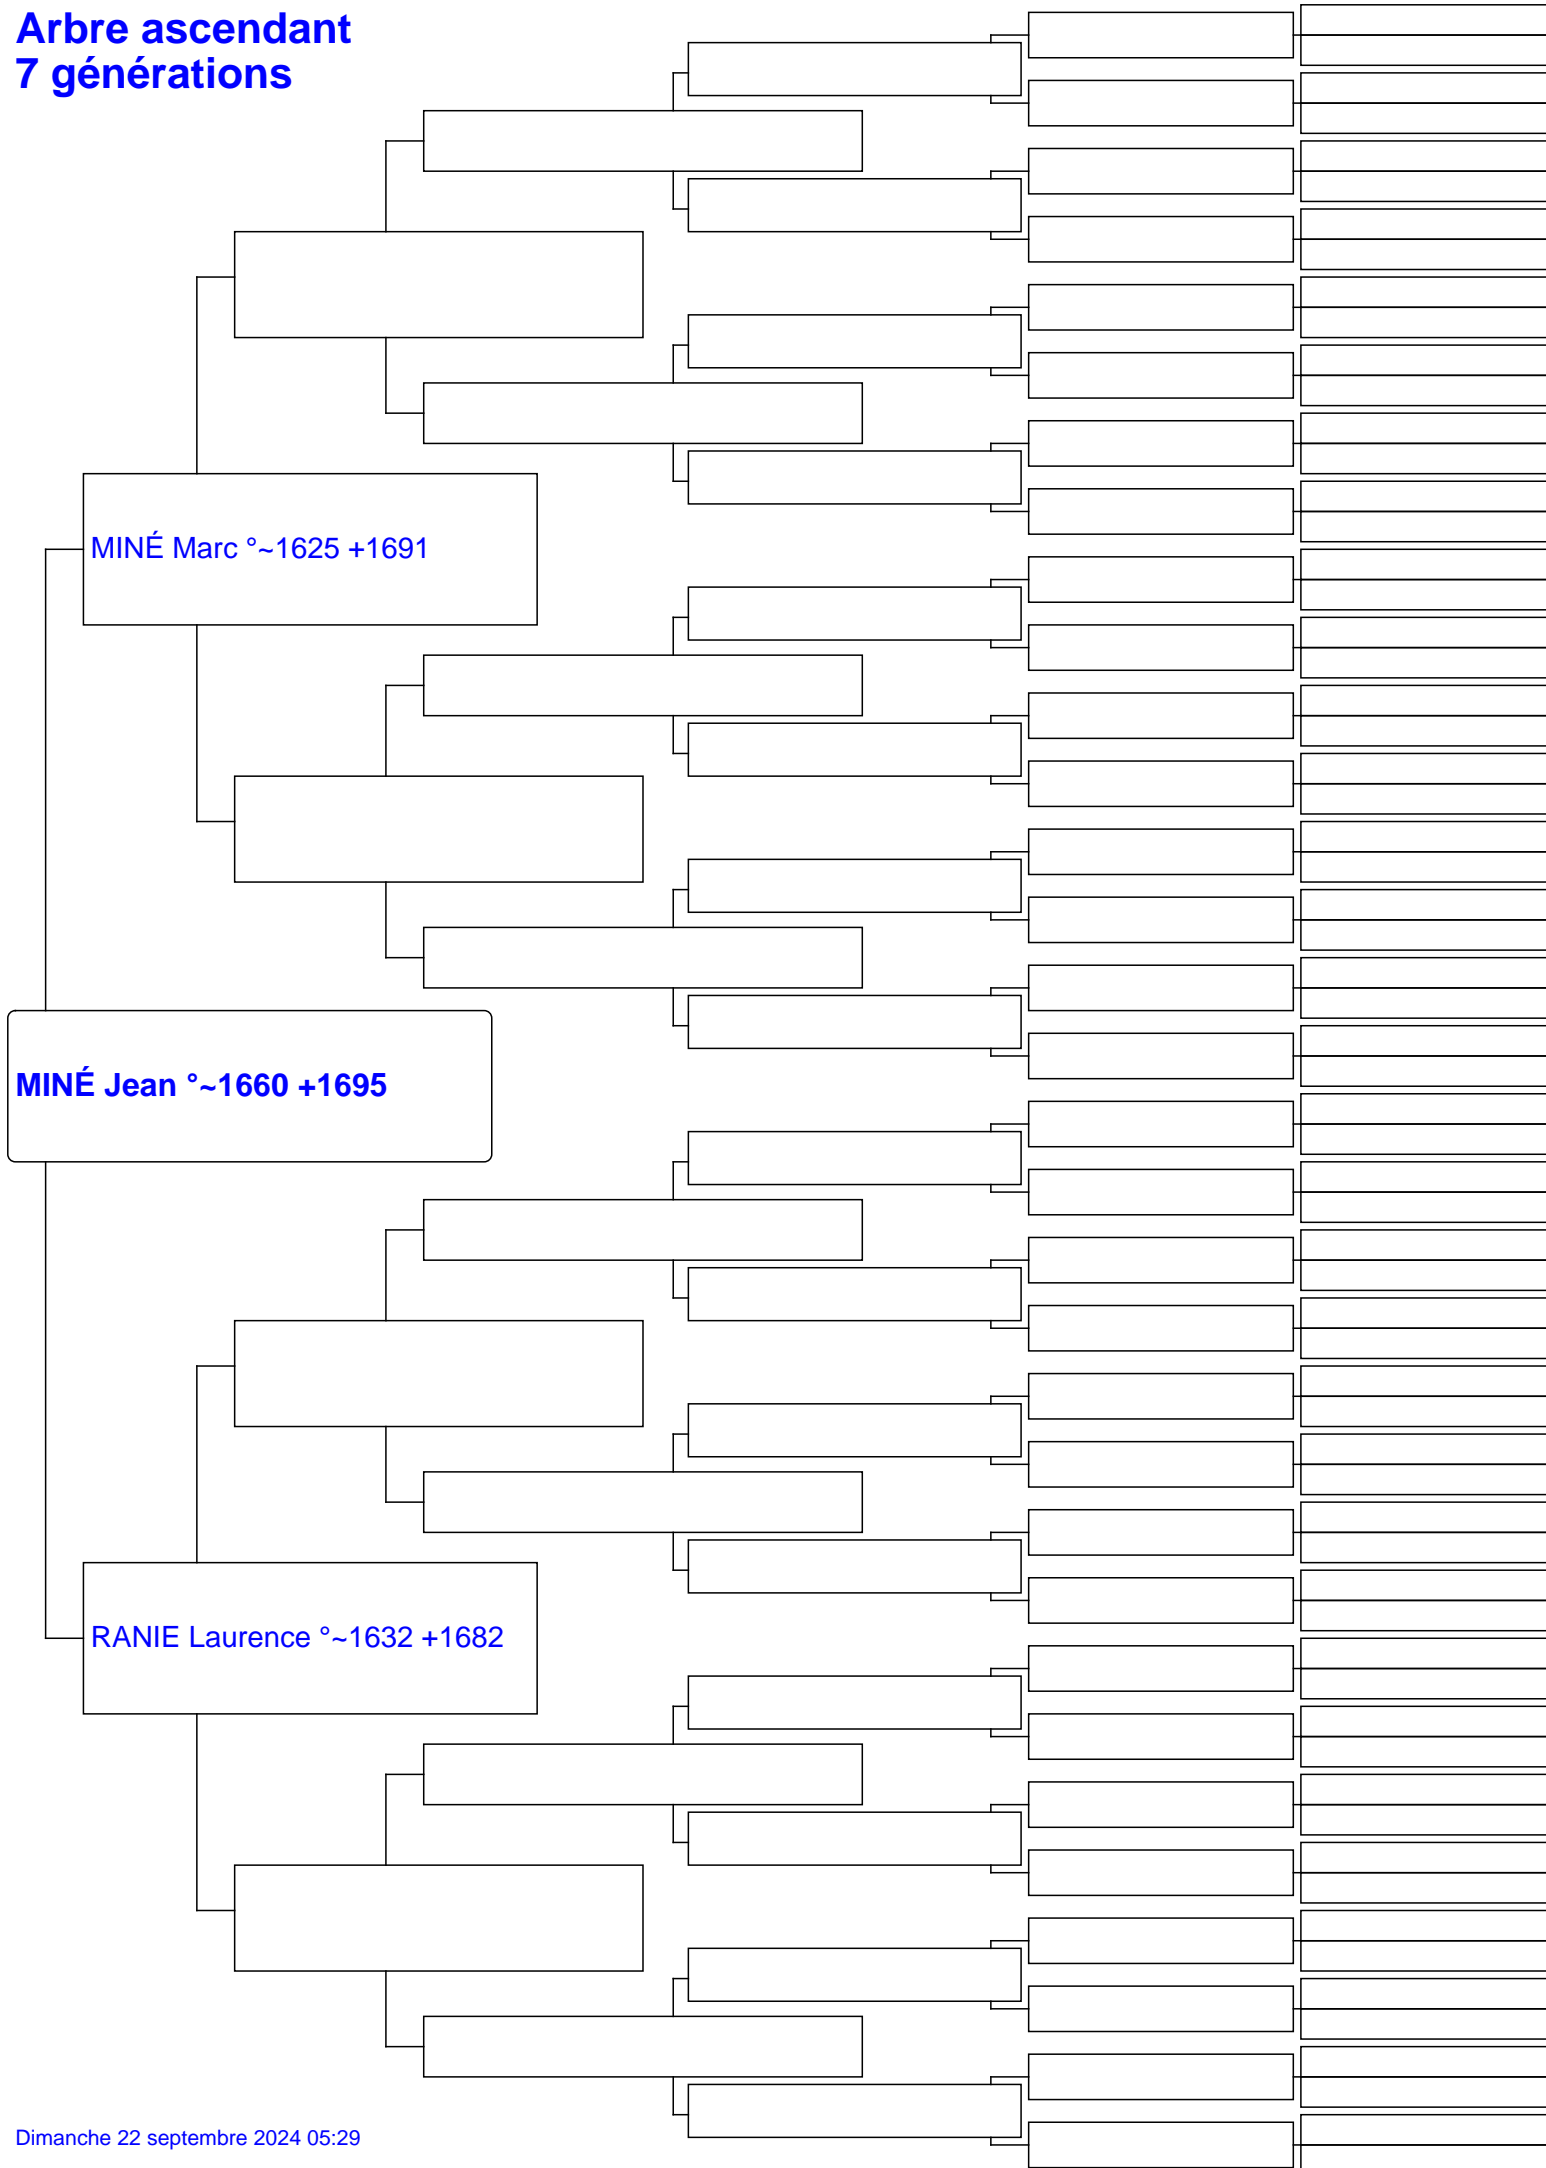 Arbre ascendant
7 générations
MINÉ Marc °~1625 +1691
MINÉ Jean °~1660 +1695
RANIE Laurence °~1632 +1682
Dimanche 22 septembre 2024 05:29